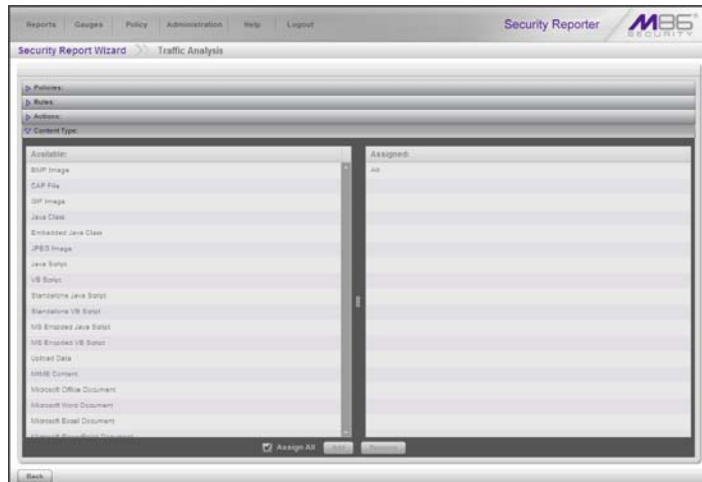 Reports Gauges Policy Administration Help Logout
Security Reporter
M86
SECURITY
Security Report Wizard Traffic Analysis
Policies:
Rules:
Actions:
Content Type:
Available:
BMP Image
CAP File
GIF Image
Java Class
Embedded Java Class
JPEG Image
Java Script
VB Script
Standalone Java Script
Standalone VB Script
MS Encoded Java Script
MS Encoded VB Script
Upload Data
MIME Content
Microsoft Office Document
Microsoft Word Document
Microsoft Excel Document
Microsoft PowerPoint Document
Assigned:
All
Assign All Add Remove
Back